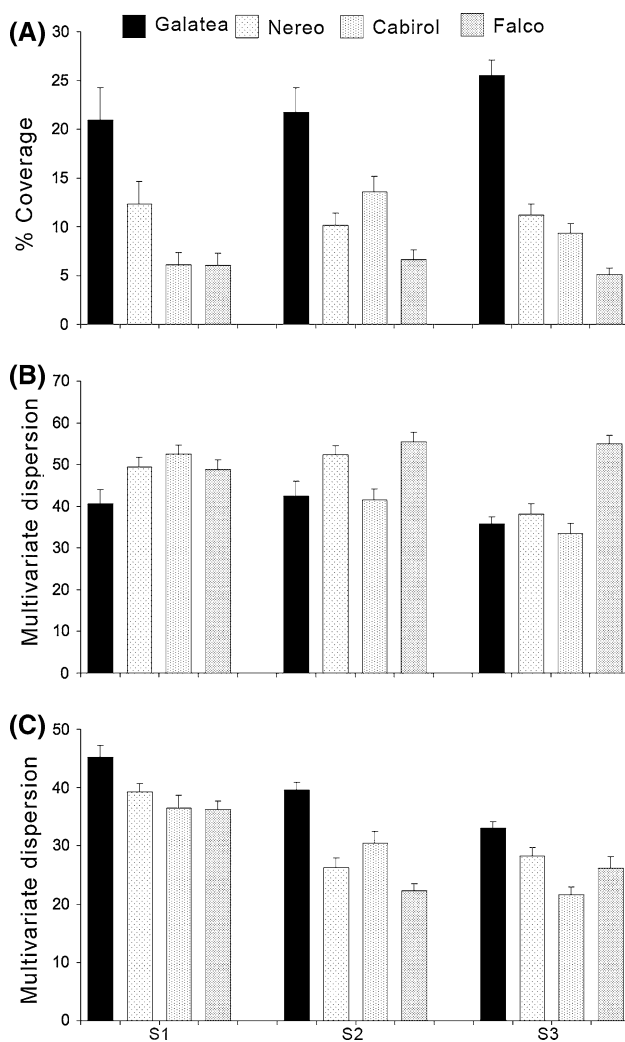 (A)
Galatea Nereo Cabirol Falco
% Coverage
30
25
20
15
10
5
0
(B)
Multivariate dispersion
70
60
50
40
30
20
10
0
(C)
Multivariate dispersion
50
40
30
20
10
0
S1 S2 S3